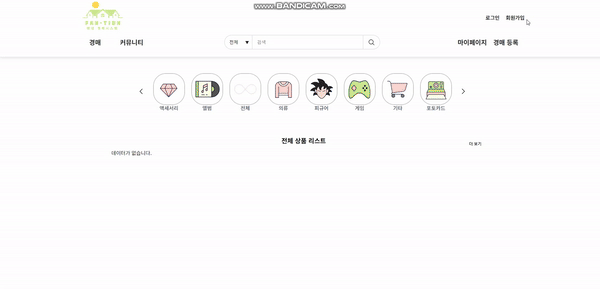 www.BANDICAM.com
로그인 회원가입
FAN·TION
경매 커뮤니티 전체 검색 마이페이지 경매 등록
액세서리 앨범 전체 의류 피규어 게임 기타 포토카드
전체 상품 리스트 더 보기
데이터가 없습니다.